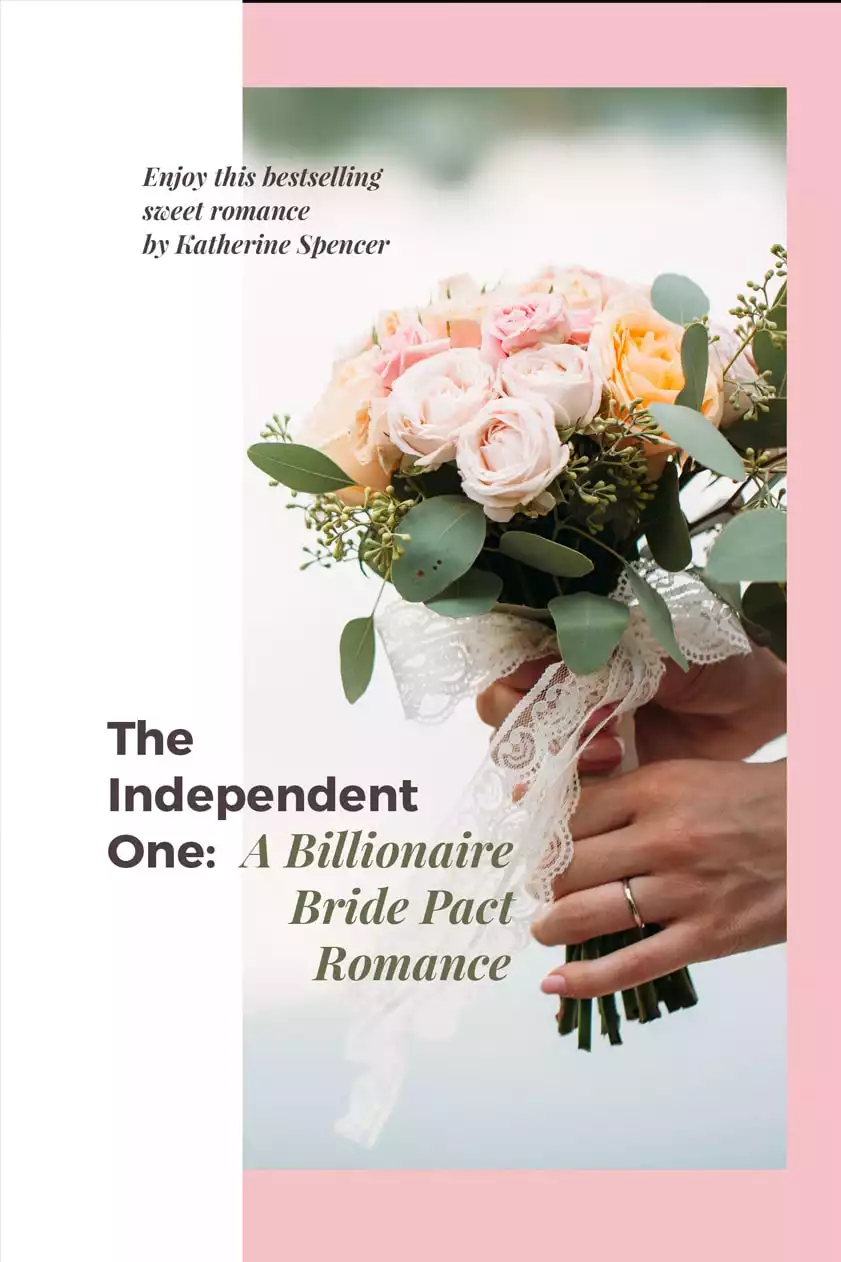 Enjoy this bestselling
sweet romance
by Katherine Spencer
The
Independent
One: A Billionaire
Bride Pact
Romance